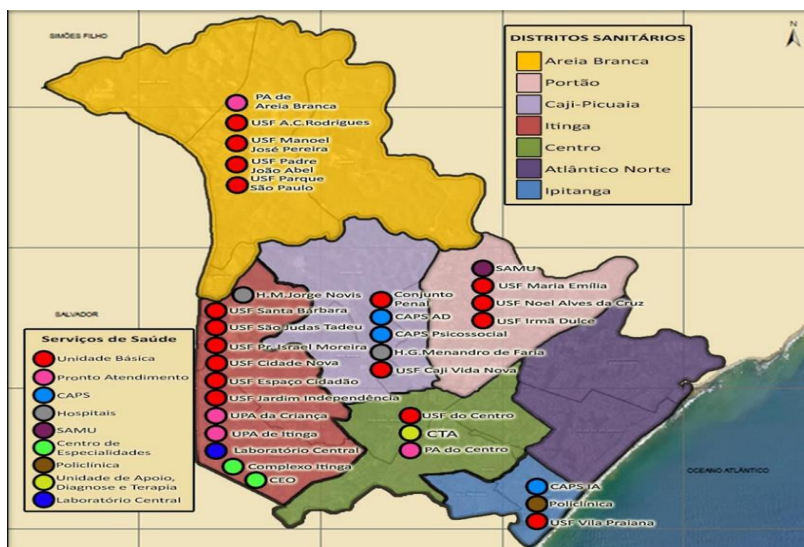 SIMÕES FILHO
N
DISTRITOS SANITÁRIOS
Areia Branca
Portão
Caji-Picuaia
Itinga
Centro
Atlântico Norte
Ipitanga
PA de
Areia Branca
USF A.C.Rodrigues
USF Manoel
José Pereira
USF Padre
João Abel
USF Parque
São Paulo
SALVADOR
H.M.Jorge Novis
USF Santa Bárbara
USF São Judas Tadeu
USF Pr. Israel Moreira
USF Cidade Nova
USF Espaço Cidadão
USF Jardim Independência
UPA da Criança
UPA de Itinga
Laboratório Central
Complexo Itinga
CEO
Conjunto
Penal
CAPS AD
CAPS Psicossocial
H.G.Menandro de Faria
USF Caji Vida Nova
SAMU
USF Maria Emília
USF Noel Alves da Cruz
USF Irmã Dulce
USF do Centro
CTA
PA do Centro
CAPS IA
Policlínica
USF Vila Praiana
OCEANO ATLÂNTICO
Serviços de Saúde
Unidade Básica
Pronto Atendimento
CAPS
Hospitais
SAMU
Centro de
Especialidades
Policlínica
Unidade de Apoio,
Diagnose e Terapia
Laboratório Central